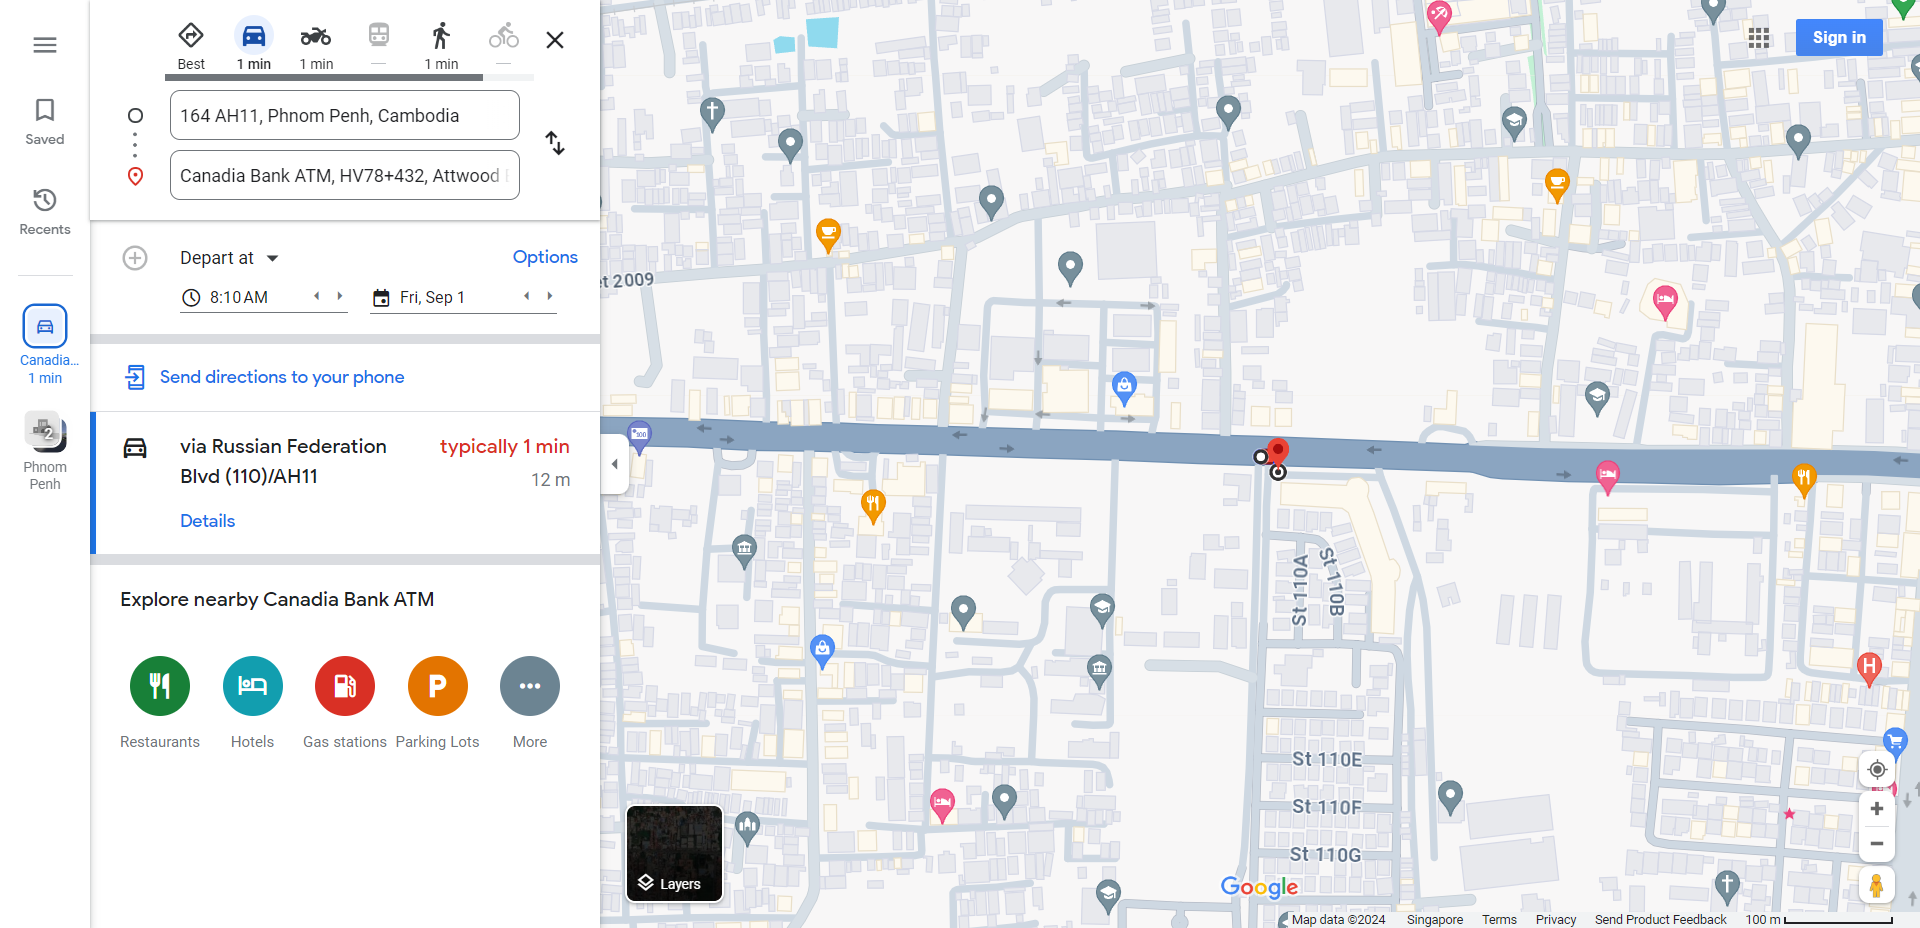 Saved
Recents
Canadia...
1 min
2
Phnom
Penh
Best
1 min
1 min
—
1 min
—
164 AH11, Phnom Penh, Cambodia
Canadia Bank ATM, HV78+432, Attwood
Depart at
Options
8:10 AM
Fri, Sep 1
Send directions to your phone
via Russian Federation
Blvd (110)/AH11
typically 1 min
12 m
Details
Explore nearby Canadia Bank ATM
Restaurants
Hotels
Gas stations
P
Parking Lots
More
Sign in
et 2009
St 110A
St 110B
H
St 110E
St 110F
St 110G
Layers
Google
Map data ©2024
Singapore
Terms
Privacy
Send Product Feedback
100 m